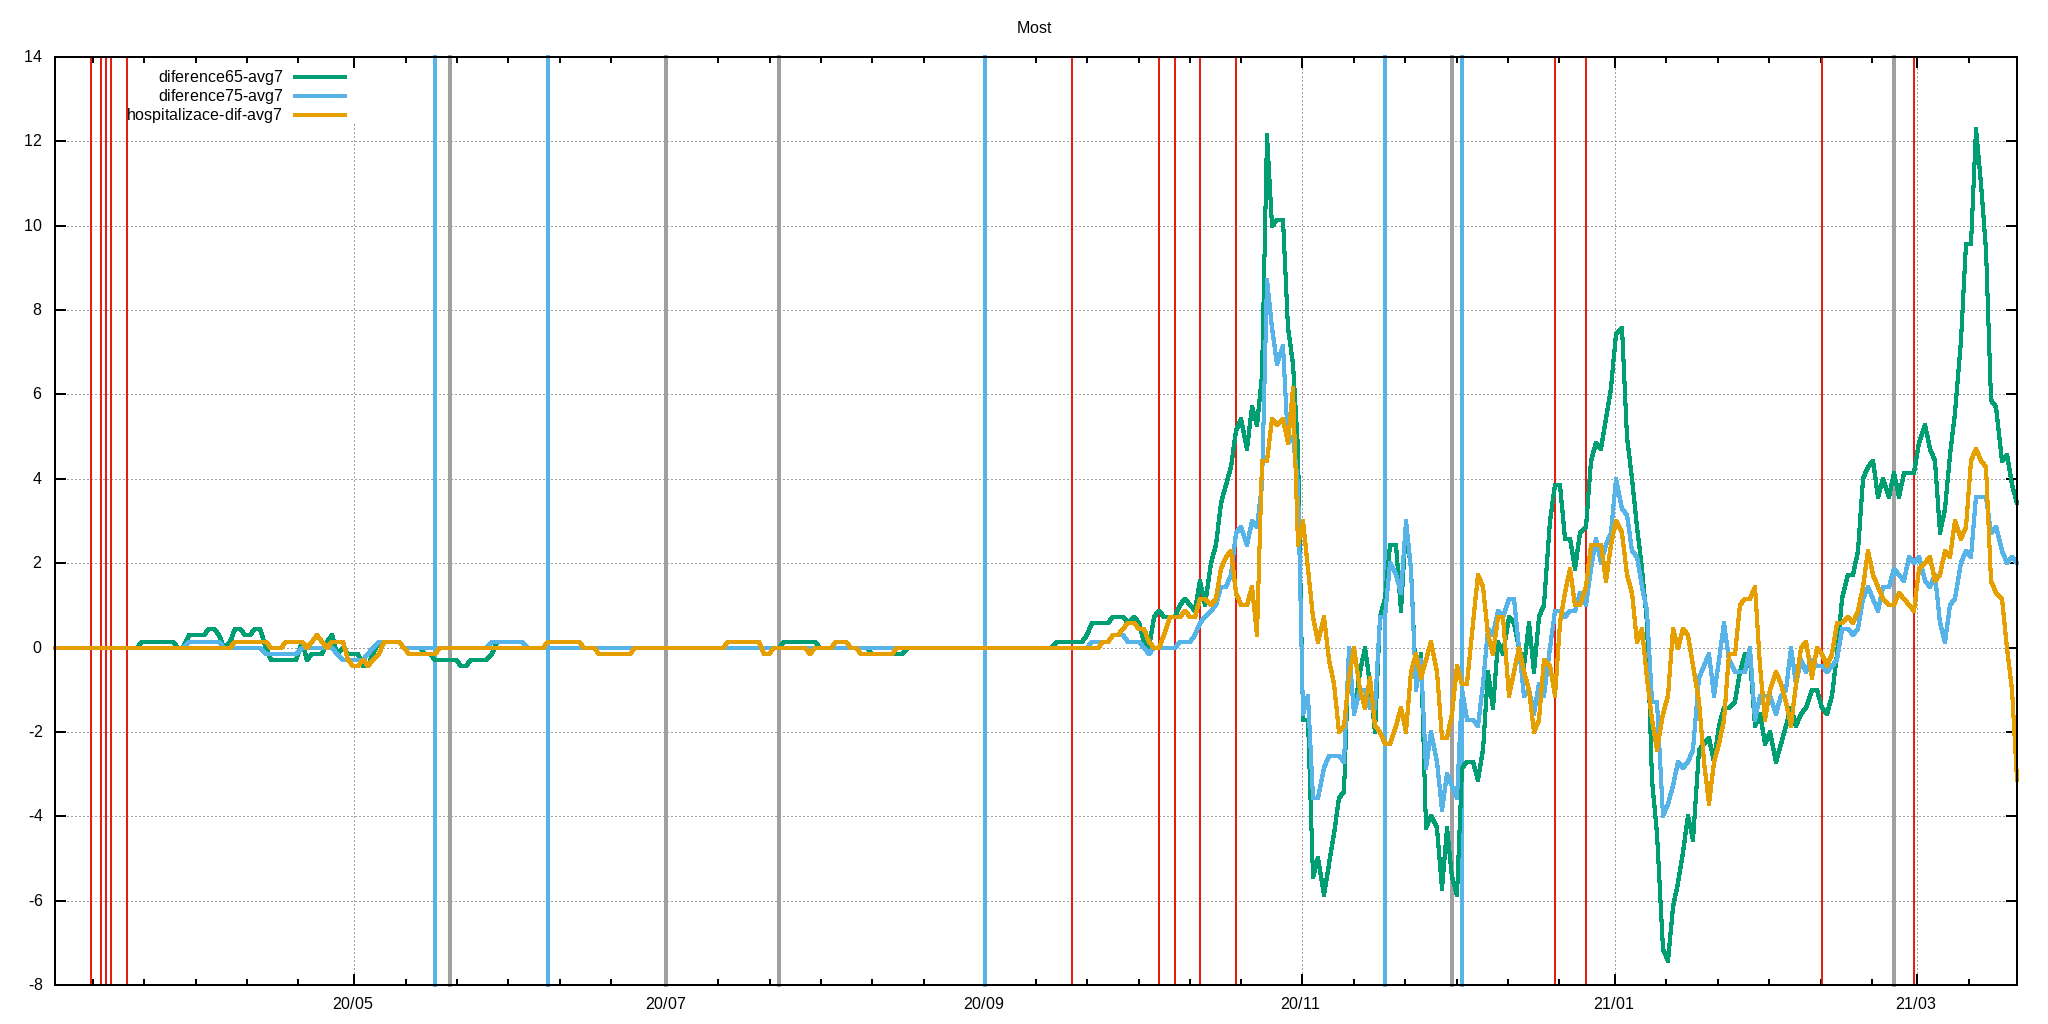 Most
diference65-avg7
diference75-avg7
hospitalizace-dif-avg7
14
12
10
8
6
4
2
0
-2
-4
-6
-8
20/05 20/07 20/09 20/11 21/01 21/03